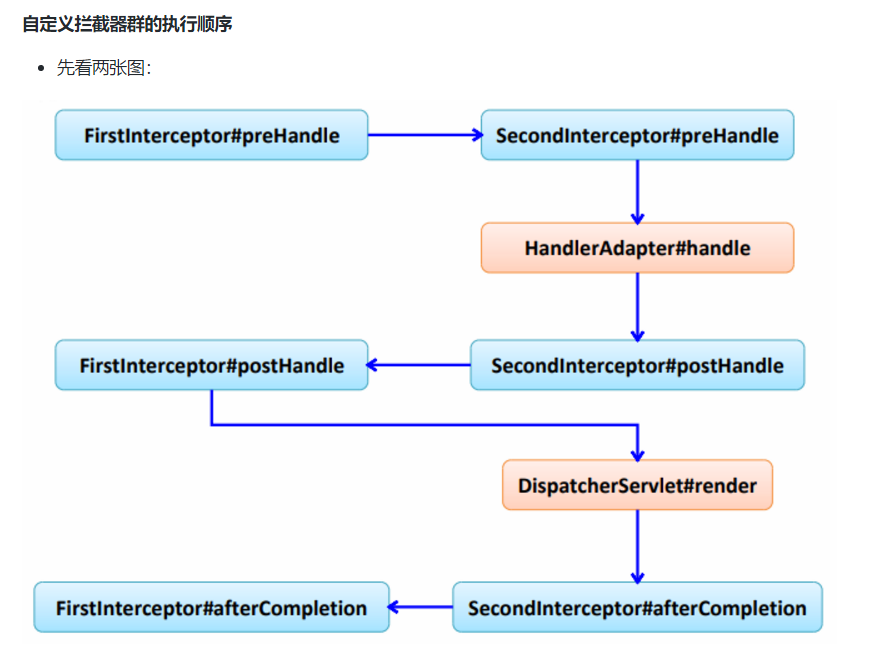 自定义拦截器群的执行顺序
先看两张图：
FirstInterceptor#preHandle
SecondInterceptor#preHandle
HandlerAdapter#handle
FirstInterceptor#postHandle
SecondInterceptor#postHandle
DispatcherServlet#render
FirstInterceptor#afterCompletion
SecondInterceptor#afterCompletion